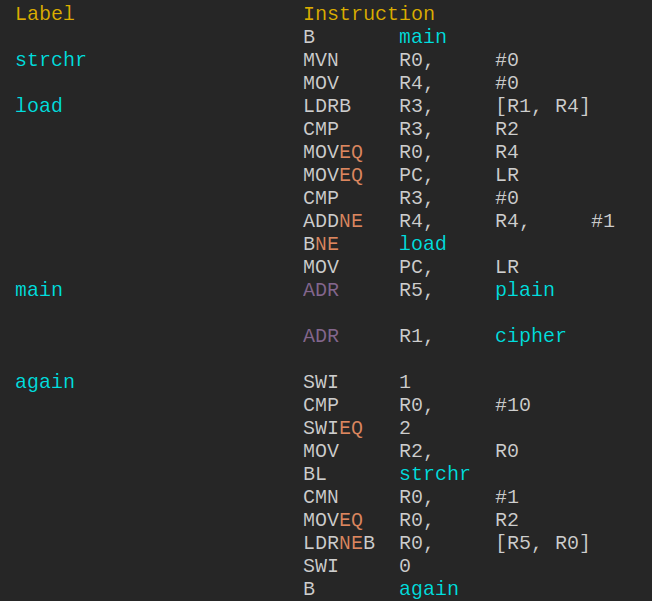 Label Instruction
B main
strchr MVN R0, #0
MOV R4, #0
load LDRB R3, [R1, R4]
CMP R3, R2
MOVEQ R0, R4
MOVEQ PC, LR
CMP R3, #0
ADDNE R4, R4, #1
BNE load
MOV PC, LR
main ADR R5, plain
ADR R1, cipher
again SWI 1
CMP R0, #10
SWIEQ 2
MOV R2, R0
BL strchr
CMN R0, #1
MOVEQ R0, R2
LDRNEB R0, [R5, R0]
SWI 0
B again